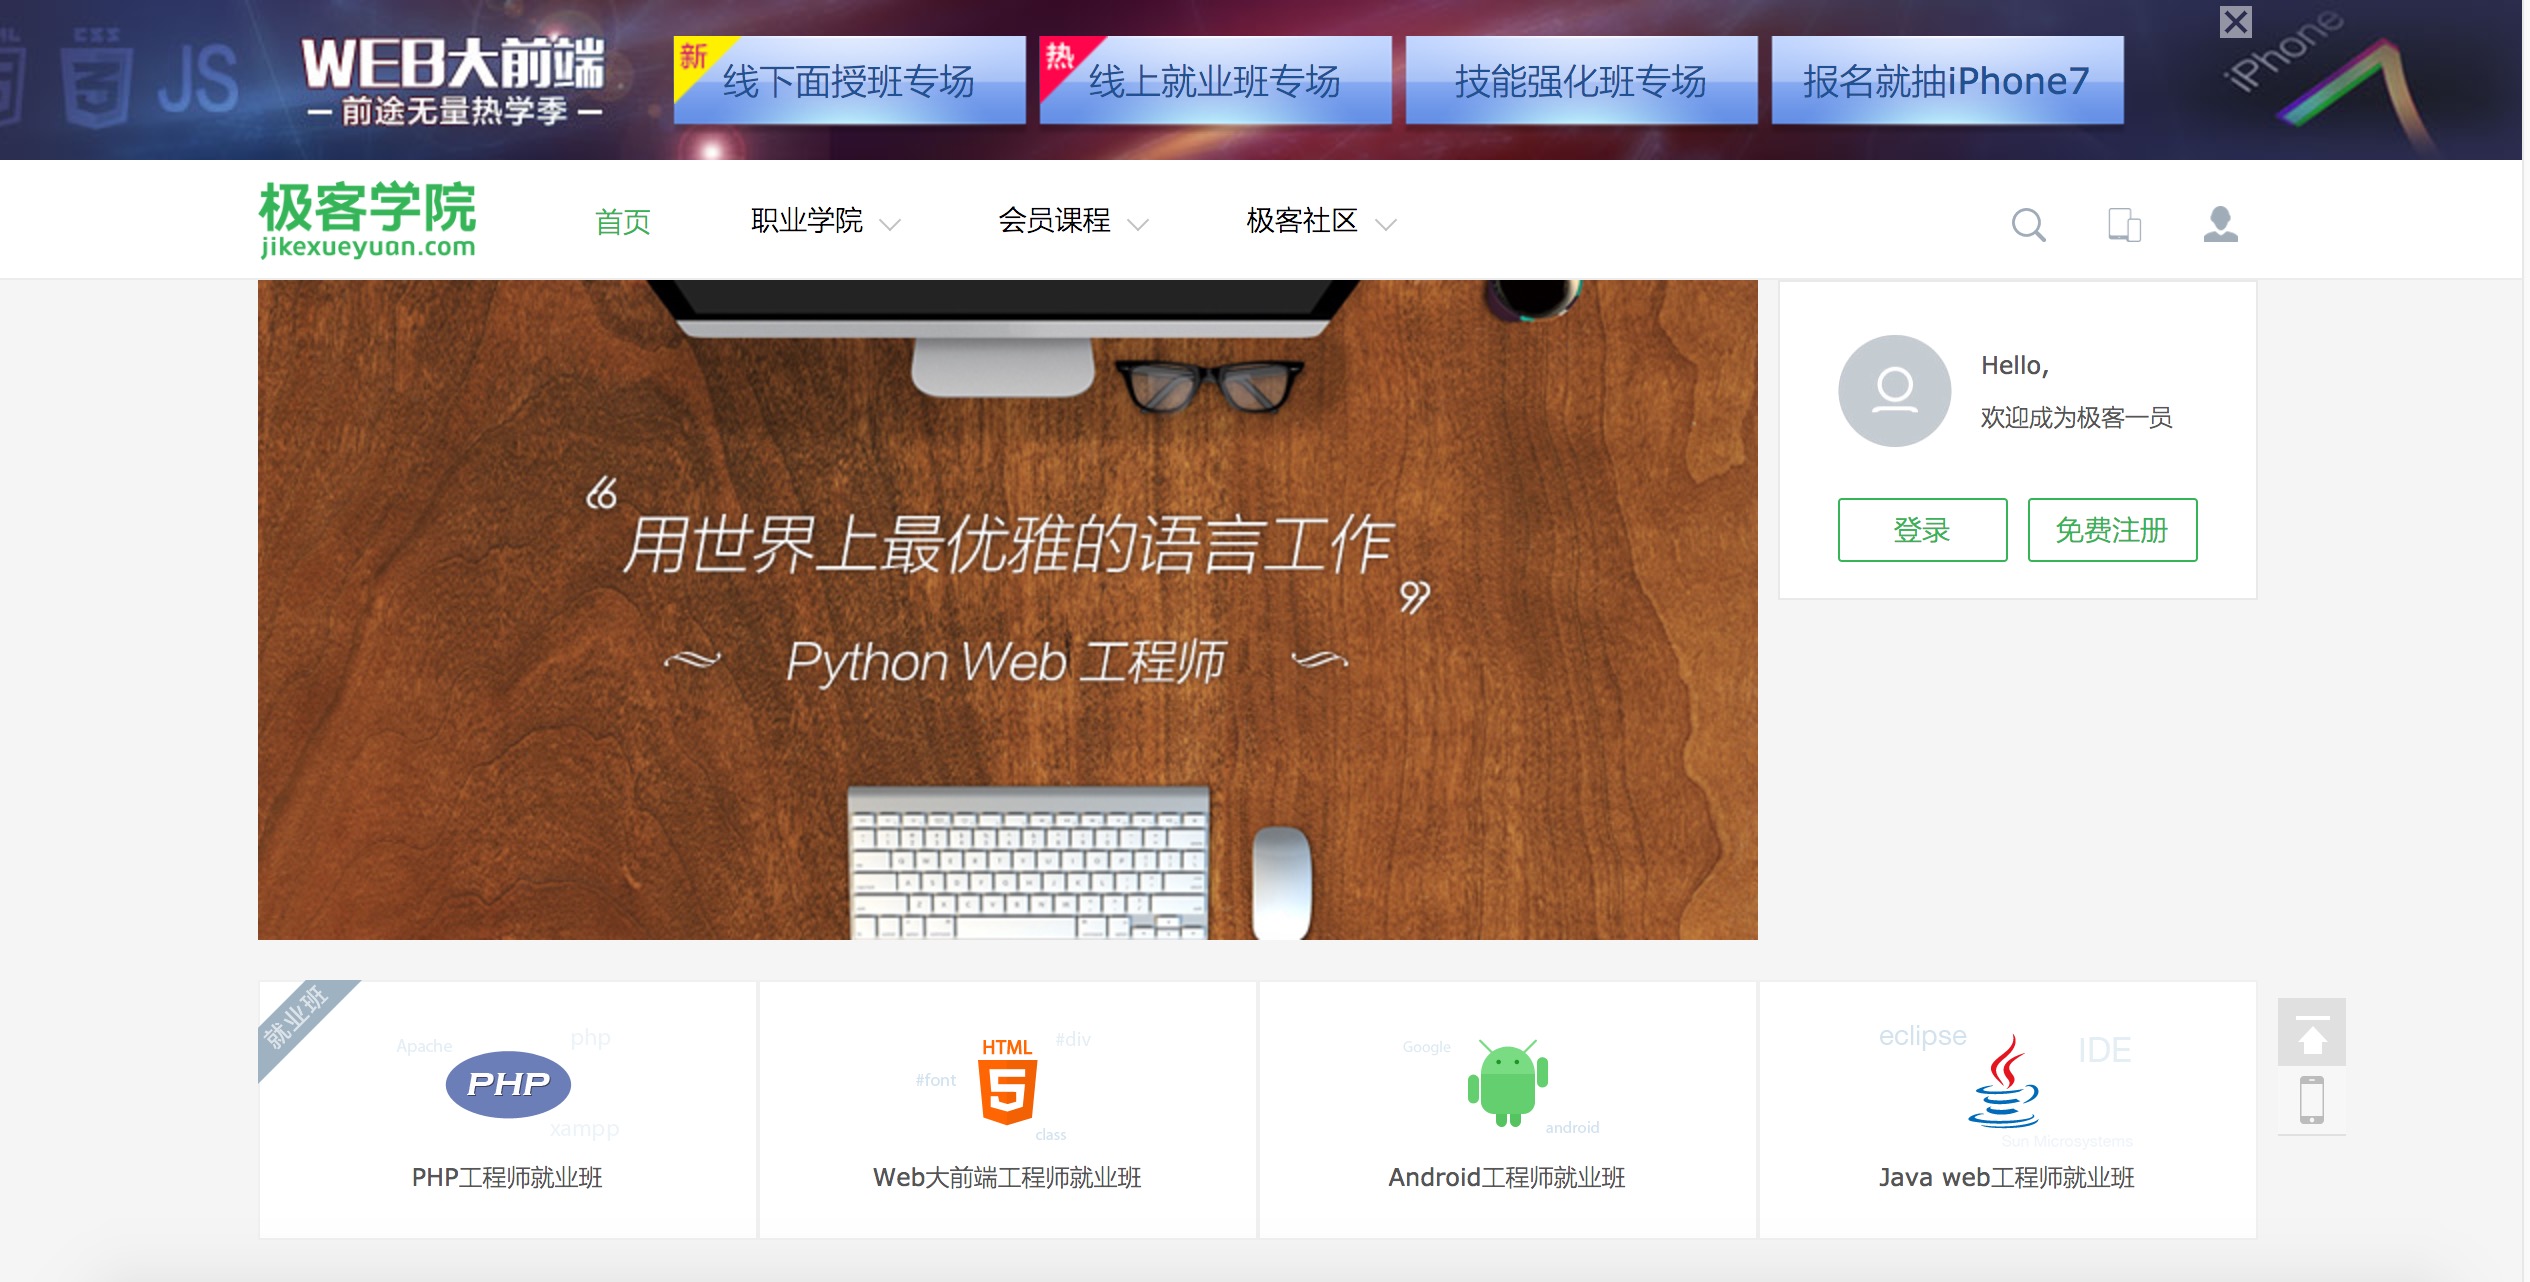 CSS
JS
WEB大前端
前途无量热学季
新
线下面授班专场
热
线上就业班专场
技能强化班专场
报名就抽iPhone7
iPhone
极客学院
jikexueyuan.com
首页
职业学院
会员课程
极客社区
“用世界上最优雅的语言工作”
Python Web 工程师
Hello,
欢迎成为极客一员
登录
免费注册
就业班
Apache
php
PHP
xampp
PHP工程师就业班
HTML
#div
#font
5
class
Web大前端工程师就业班
Google
android
Android工程师就业班
eclipse
IDE
Sun Microsystems
Java web工程师就业班